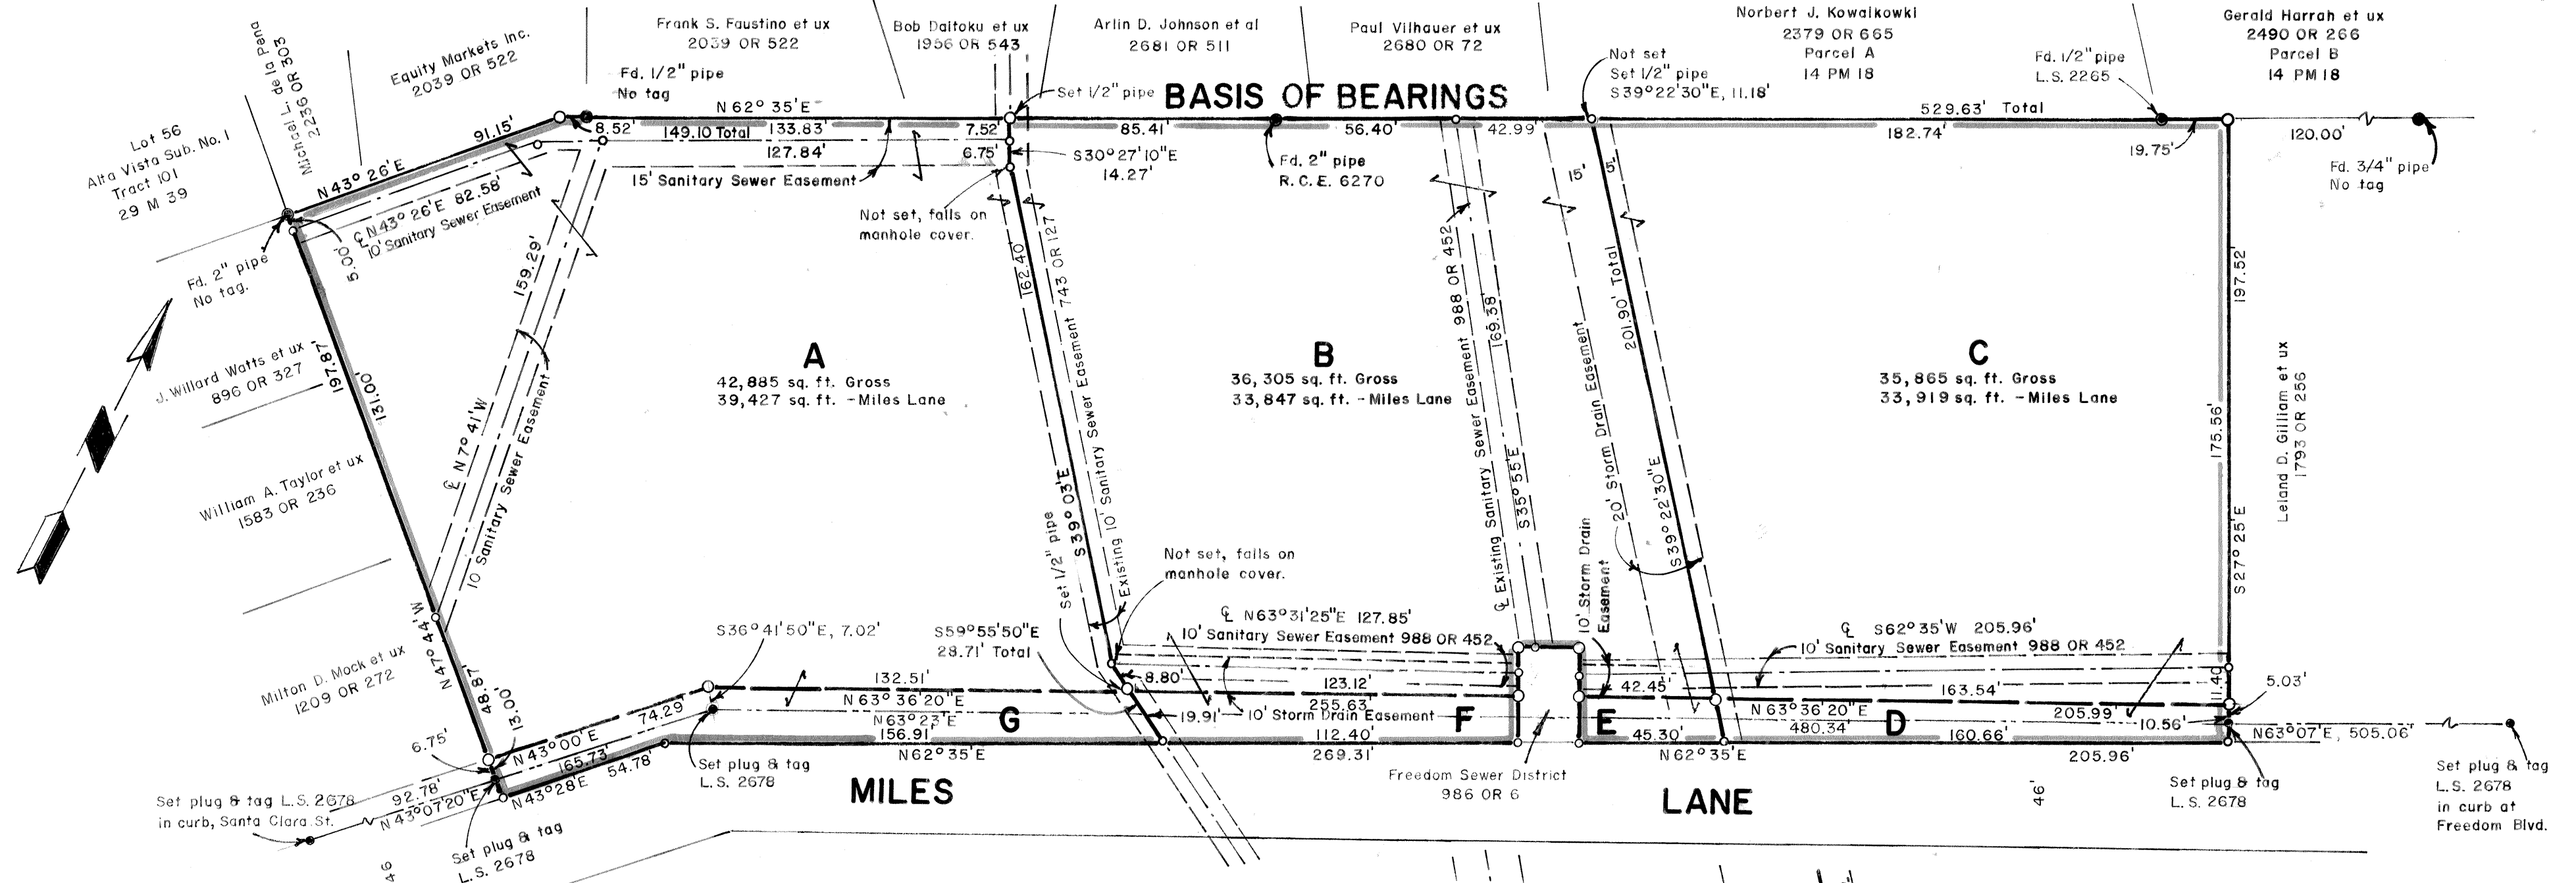 Frank S. Faustino et ux
2039 OR 522
Bob Daitoku et ux
1956 OR 543
Arlin D. Johnson et al
2681 OR 511
Paul Vilhauer et ux
2680 OR 72
Norbert J. Kowalkowski
2379 OR 665
Parcel A
14 PM 18
Gerald Harrah et ux
2490 OR 266
Parcel B
14 PM 18
Equity Markets Inc.
2039 OR 522
Michael L. de la Pena
2236 OR 303
Lot 56
Alta Vista Sub. No. 1
Tract 101
29 M 39
Fd. 1/2" pipe
No tag
Set 1/2" pipe
BASIS OF BEARINGS
Not set
Set 1/2" pipe
S39°22'30"E, 11.18'
Fd. 1/2" pipe
L.S. 2265
N 62° 35'E
529.63' Total
91.15'
8.52'
149.10 Total
133.83'
7.52'
85.41'
56.40'
42.99'
182.74'
19.75'
120.00'
N 43° 26'E
127.84'
6.75'
S30°27'10"E
14.27'
Fd. 2" pipe
R.C.E. 6270
15'
5'
Fd. 3/4" pipe
No tag
15' Sanitary Sewer Easement
℄ N43°26'E 82.58'
10' Sanitary Sewer Easement
5.00'
Not set, falls on
manhole cover.
Fd. 2" pipe
No tag.
159.29'
162.40'
Existing 10' Sanitary Sewer Easement 743 OR 127
℄ Existing Sanitary Sewer Easement 988 OR 452
169.38'
S35°55'E
20' Storm Drain Easement
201.90' Total
S39°22'30"E
197.52'
J. Willard Watts et ux
896 OR 327
197.87'
131.00'
A
42,885 sq. ft. Gross
39,427 sq. ft. -Miles Lane
B
36,305 sq. ft. Gross
33,847 sq. ft. -Miles Lane
C
35,865 sq. ft. Gross
33,919 sq. ft. -Miles Lane
Leland D. Gilliam et ux
1793 OR 256
175.56'
S27°25'E
℄ N7°41'W
10' Sanitary Sewer Easement
William A. Taylor et ux
1583 OR 236
S39°03'E
Set 1/2" pipe
Not set, falls on
manhole cover.
10' Storm Drain
Easement
N47°44'W
48.87'
13.00'
Milton D. Mock et ux
1209 OR 272
S36°41'50"E, 7.02'
S59°55'50"E
28.71' Total
℄ N63°31'25"E 127.85'
10' Sanitary Sewer Easement 988 OR 452
℄ S62°35'W 205.96'
10' Sanitary Sewer Easement 988 OR 452
132.51'
8.80
123.12'
42.45'
163.54'
11.40
5.03'
N 63°36'20"E
255.63'
N 63°36'20"E
205.99'
74.29'
N63°23'E
G
19.91'
10' Storm Drain Easement
F
E
480.34'
D
10.56'
N63°07'E, 505.06'
6.75'
N43°00'E
165.73'
156.91'
112.40'
45.30'
160.66'
54.78'
N43°28'E
N62°35'E
269.31'
N62°35'E
205.96'
92.78'
N43°07'20"E
Set plug & tag L.S. 2678
in curb, Santa Clara St.
Set plug & tag
L.S. 2678
Set plug & tag
L.S. 2678
MILES
Freedom Sewer District
986 OR 6
LANE
46'
46
Set plug & tag
L.S. 2678
Set plug & tag
L.S. 2678
in curb at
Freedom Blvd.